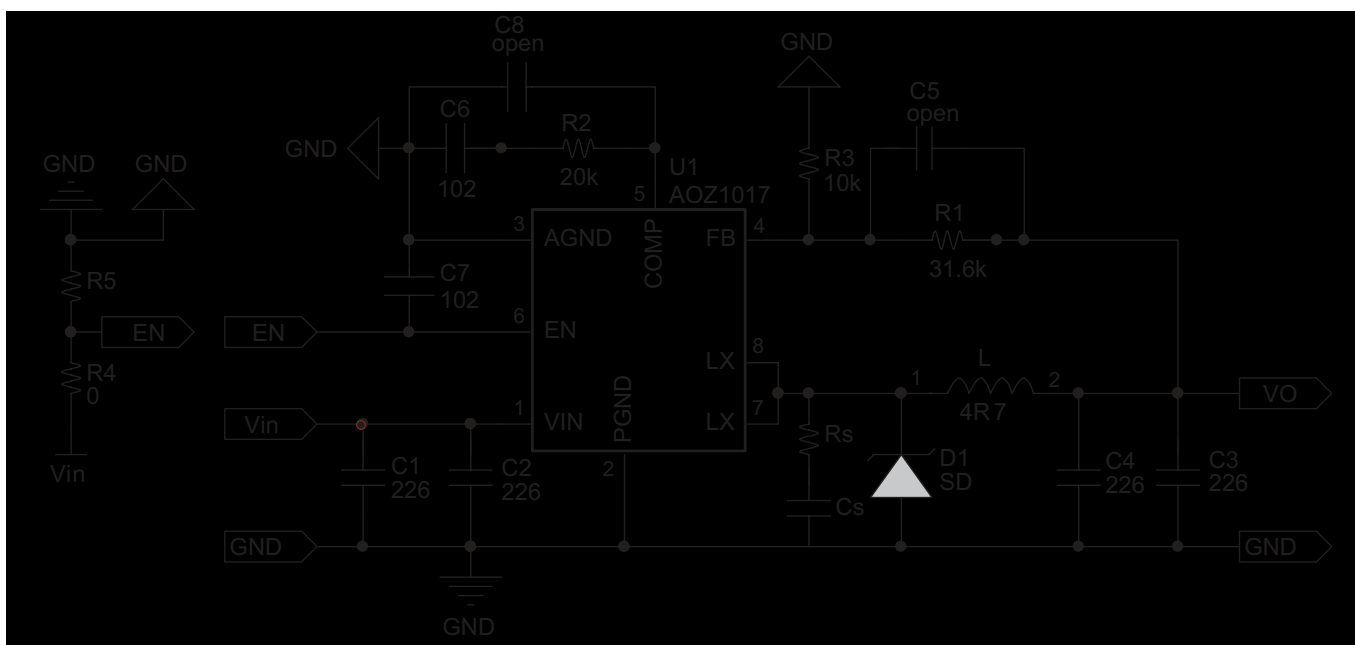 C8
open
GND
C5
open
C6
R2
GND
102
20k
U1
AOZ1017
R3
10k
R1
31.6k
GND
GND
5
3
AGND
COMP
FB
4
C7
102
R5
6
EN
EN
EN
R4
0
LX
8
L
1
2
4R7
VO
Vin
1
VIN
PGND
LX
7
Rs
Vin
C1
226
C2
226
2
D1
SD
C4
226
C3
226
Cs
GND
GND
GND